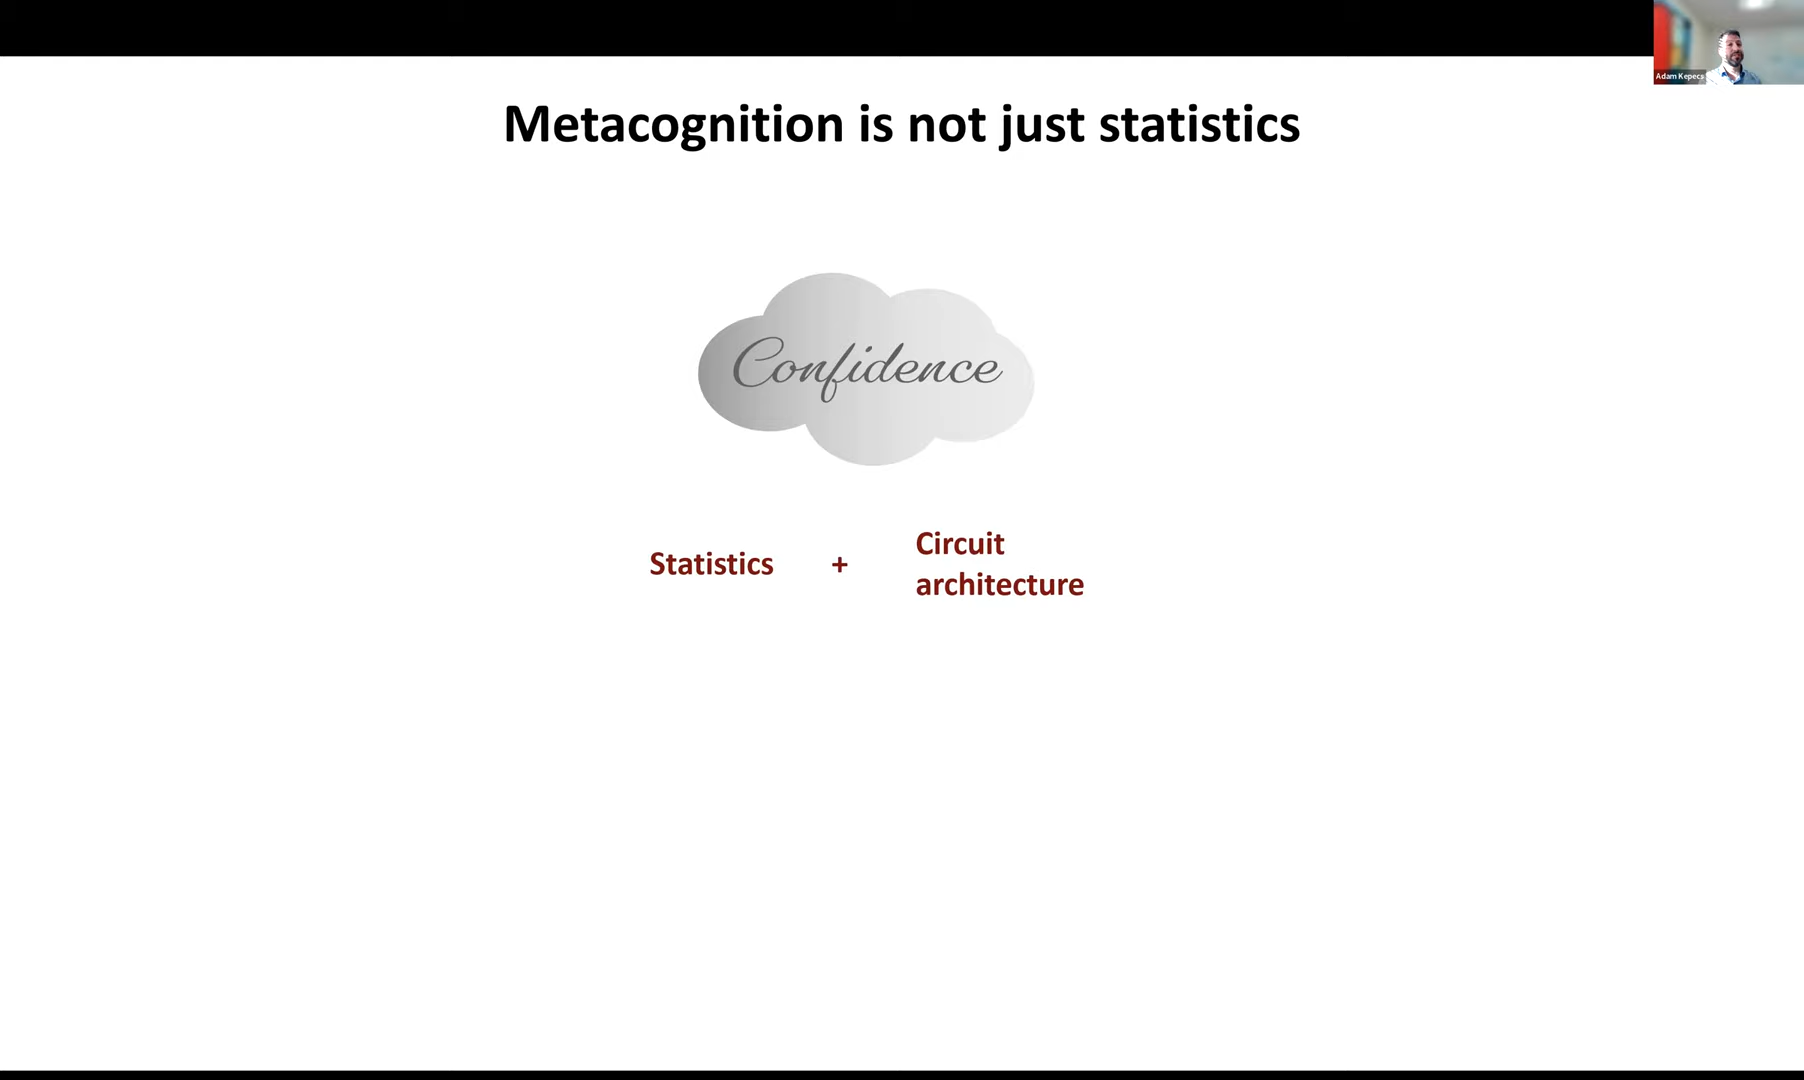 Adam Kepecs
Metacognition is not just statistics
Confidence
Statistics + Circuit
architecture